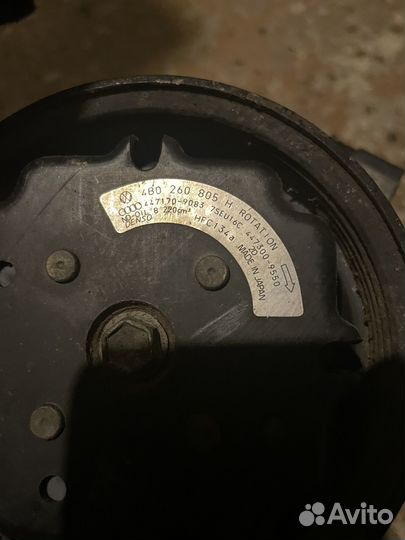 4B0 260 805 H ROTATION
447170-9083 7SEU16C 447300-9550
ND-OIL 8 220cm³ HFC134a 20
DENSO MADE IN JAPAN
Avito